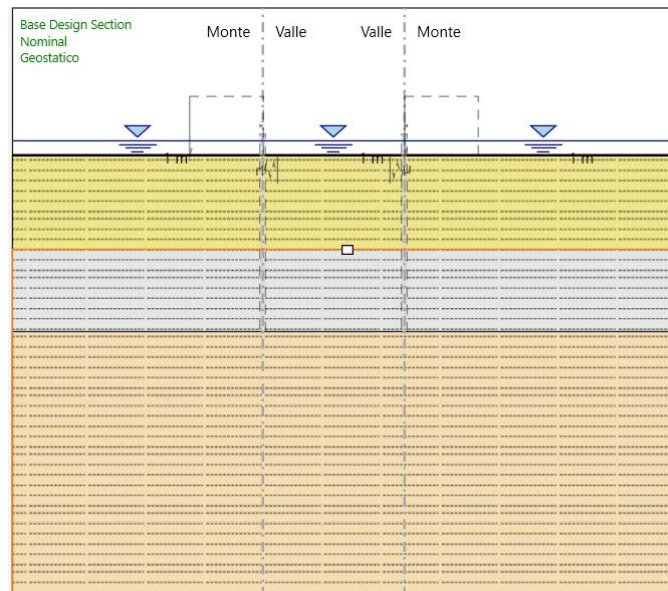 Base Design Section
Nominal
Geostatico
Monte Valle Valle Monte
1 m 1 m 1 m